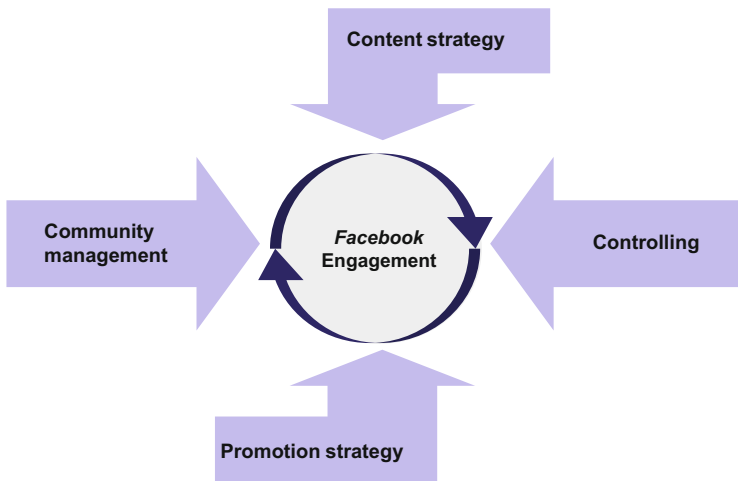 Content strategy
Community
management
Facebook
Engagement
Controlling
Promotion strategy